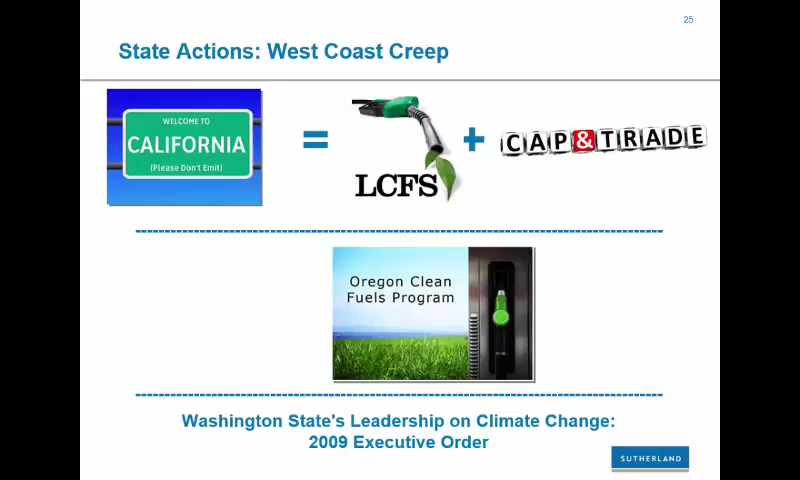 25
State Actions: West Coast Creep
WELCOME TO
CALIFORNIA
(Please Don't Emit)
=
LCFS
+
CAP&TRADE
Oregon Clean
Fuels Program
Washington State's Leadership on Climate Change:
2009 Executive Order
SUTHERLAND